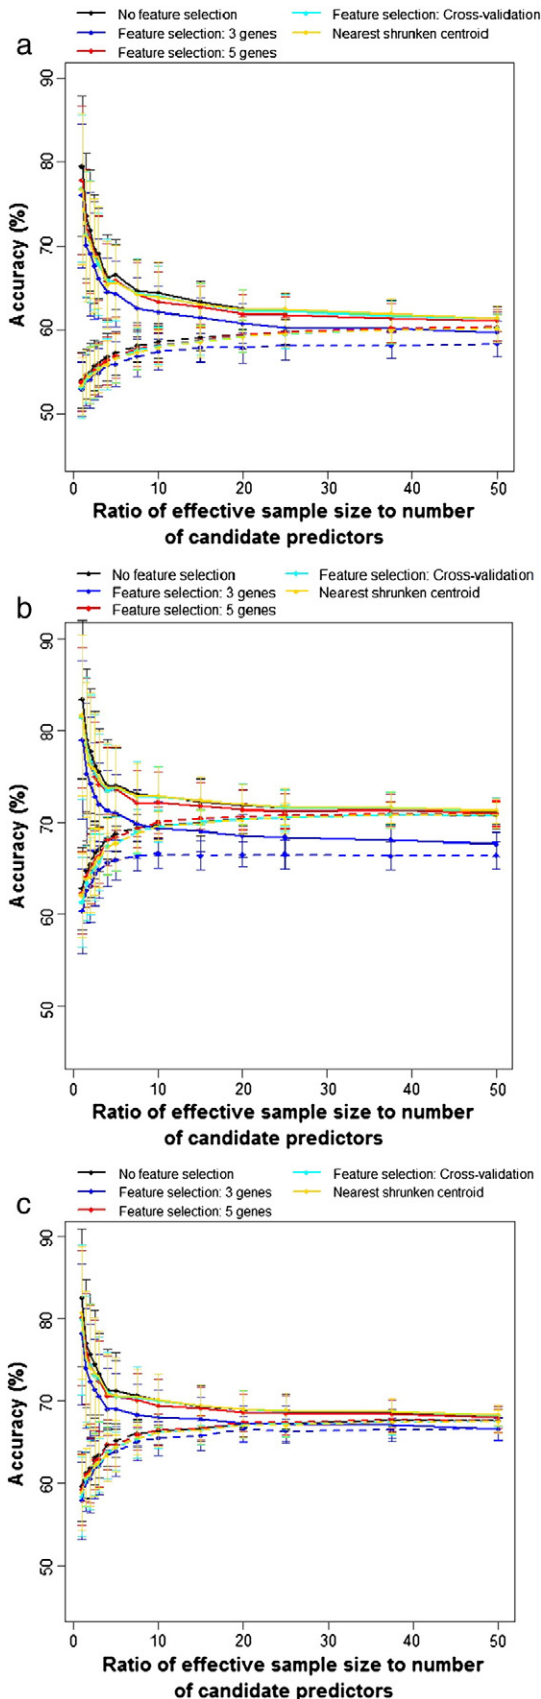 No feature selection
Feature selection: Cross-validation
Feature selection: 3 genes
Nearest shrunken centroid
Feature selection: 5 genes
a
90
80
70
60
50
Accuracy (%)
0 10 20 30 40 50
Ratio of effective sample size to number
of candidate predictors
No feature selection
Feature selection: Cross-validation
Feature selection: 3 genes
Nearest shrunken centroid
Feature selection: 5 genes
b
90
80
70
60
50
Accuracy (%)
0 10 20 30 40 50
Ratio of effective sample size to number
of candidate predictors
No feature selection
Feature selection: Cross-validation
Feature selection: 3 genes
Nearest shrunken centroid
Feature selection: 5 genes
c
90
80
70
60
50
Accuracy (%)
0 10 20 30 40 50
Ratio of effective sample size to number
of candidate predictors